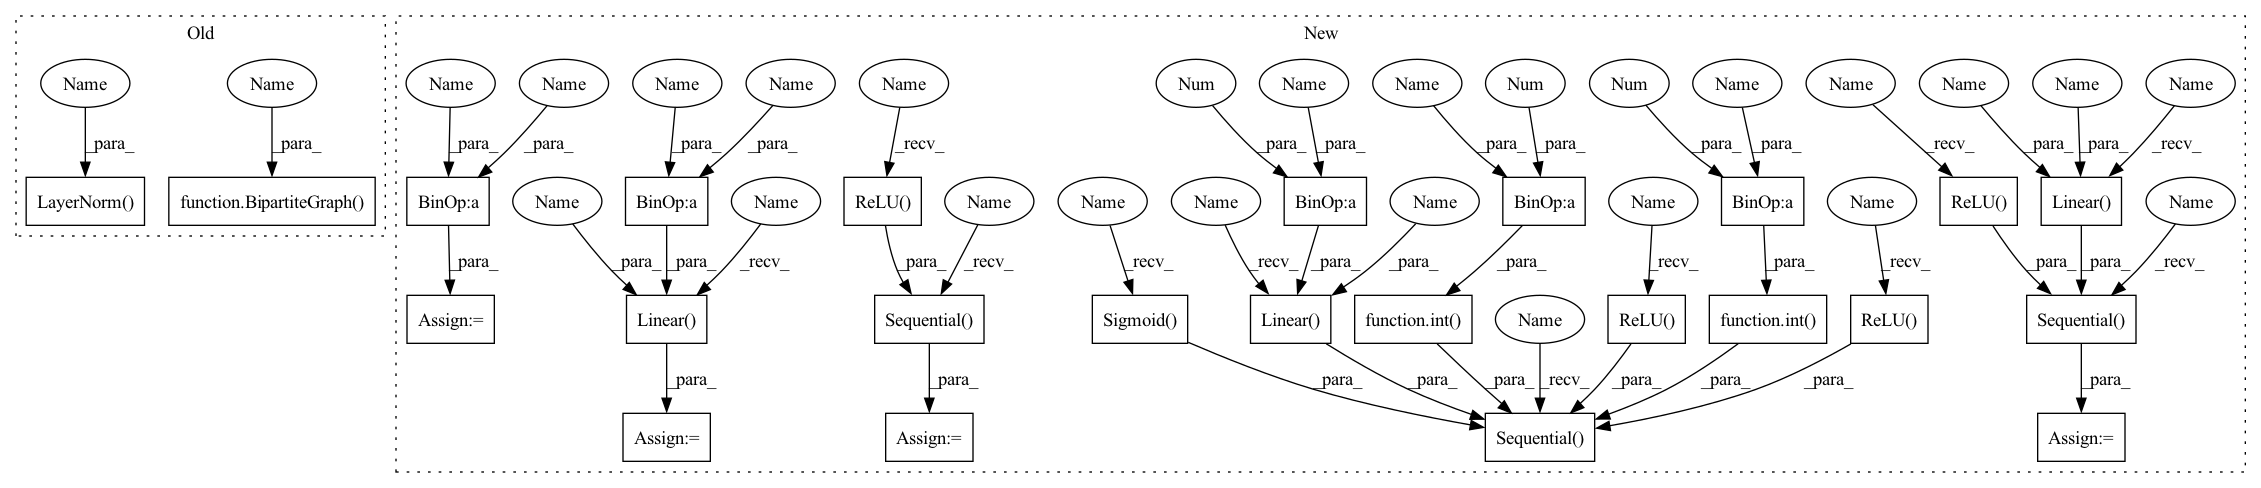 Old
New
Name
Name
Name
Name
Name
Name
Name
Num
Name
Name
Num
Num
Name
Name
Name
Name
Name
_para_
_para_
_para_
_para_
_para_
_para_
_recv_
_para_
_para_
_para_
_para_
_para_
_para_
_recv_
_para_
_para_
_recv_
LayerNorm()
function.BipartiteGraph()
BinOp:a
Name
BinOp:a
Name
ReLU()
Name
Name
Name
BinOp:a
Name
BinOp:a
Name
BinOp:a
Name
ReLU()
Linear()
Name
_para_
_para_
_para_
_recv_
_para_
_recv_
_recv_
_recv_
_para_
_para_
_para_
_recv_
_para_
_recv_
_para_
_para_
_recv_
Assign:=
Linear()
Sequential()
Sigmoid()
Linear()
function.int()
Name
ReLU()
function.int()
ReLU()
Sequential()
_para_
_para_
_para_
_para_
_para_
_recv_
_para_
_para_
_para_
_para_
Assign:=
Assign:=
Sequential()
Assign:=